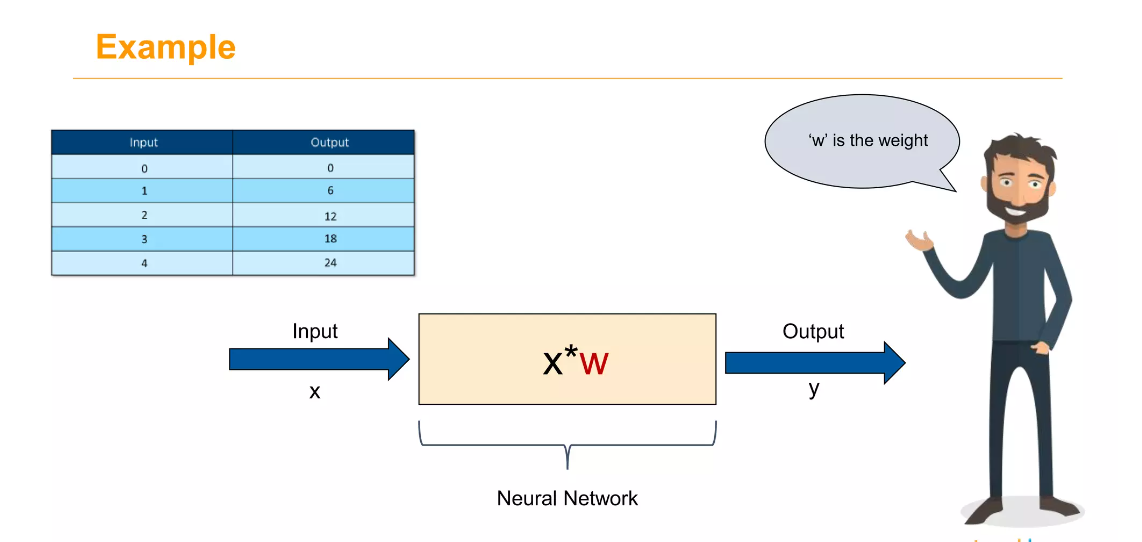 Example
Input Output
0 0
1 6
2 12
3 18
4 24
‘w’ is the weight
Input
x
x*w
Output
y
Neural Network